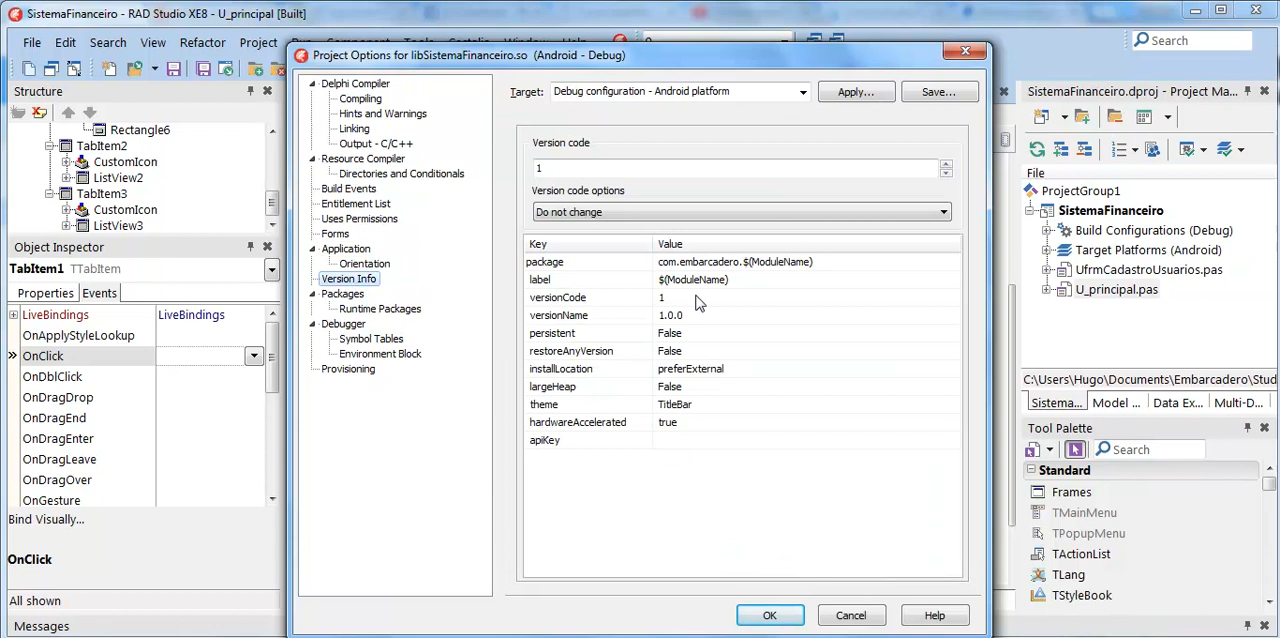 SistemaFinanceiro - RAD Studio XE8 - U_principal [Built]
File Edit Search View Refactor Project
Search
Project Options for libSistemaFinanceiro.so (Android - Debug)
Structure
Rectangle6
TabItem2
CustomIcon
ListView2
TabItem3
CustomIcon
ListView3
Object Inspector
TabItem1 TTabItem
Properties Events
LiveBindings LiveBindings
OnApplyStyleLookup
OnClick
OnDblClick
OnDragDrop
OnDragEnd
OnDragEnter
OnDragLeave
OnDragOver
OnGesture
Bind Visually...
OnClick
All shown
Messages
Delphi Compiler
Compiling
Hints and Warnings
Linking
Output - C/C++
Resource Compiler
Directories and Conditionals
Build Events
Entitlement List
Uses Permissions
Forms
Application
Orientation
Version Info
Packages
Runtime Packages
Debugger
Symbol Tables
Environment Block
Provisioning
Target: Debug configuration - Android platform Apply... Save...
Version code
1
Version code options
Do not change
Key Value
package com.embarcadero.$(ModuleName)
label $(ModuleName)
versionCode 1
versionName 1.0.0
persistent False
restoreAnyVersion False
installLocation preferExternal
largeHeap False
theme TitleBar
hardwareAccelerated true
apiKey
OK Cancel Help
SistemaFinanceiro.dproj - Project Ma...
File
ProjectGroup1
SistemaFinanceiro
Build Configurations (Debug)
Target Platforms (Android)
UfrmCadastroUsuarios.pas
U_principal.pas
C:\Users\Hugo\Documents\Embarcadero\Stud
Sistema... Model ... Data Ex... Multi-D...
Tool Palette
Search
Standard
Frames
TMainMenu
TPopupMenu
TActionList
TLang
TStyleBook